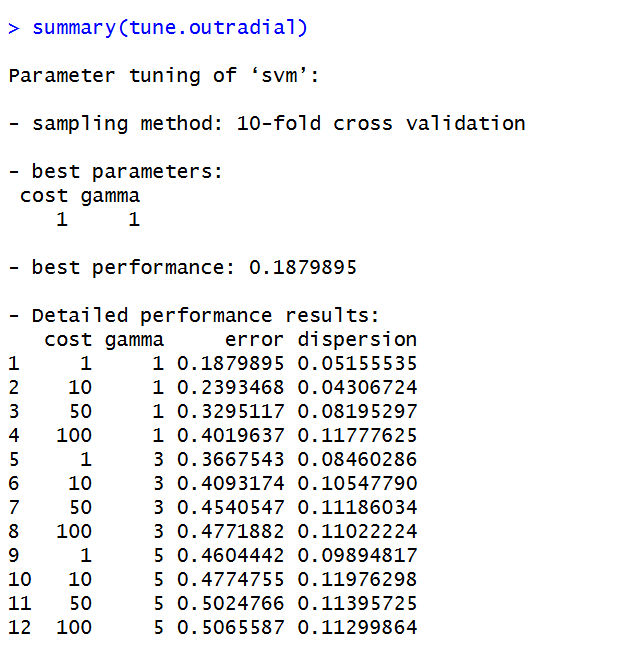 > summary(tune.outradial)
Parameter tuning of ‘svm’:
- sampling method: 10-fold cross validation
- best parameters:
 cost gamma
    1     1
- best performance: 0.1879895
- Detailed performance results:
   cost gamma     error dispersion
1     1     1 0.1879895 0.05155535
2    10     1 0.2393468 0.04306724
3    50     1 0.3295117 0.08195297
4   100     1 0.4019637 0.11777625
5     1     3 0.3667543 0.08460286
6    10     3 0.4093174 0.10547790
7    50     3 0.4540547 0.11186034
8   100     3 0.4771882 0.11022224
9     1     5 0.4604442 0.09894817
10   10     5 0.4774755 0.11976298
11   50     5 0.5024766 0.11395725
12  100     5 0.5065587 0.11299864